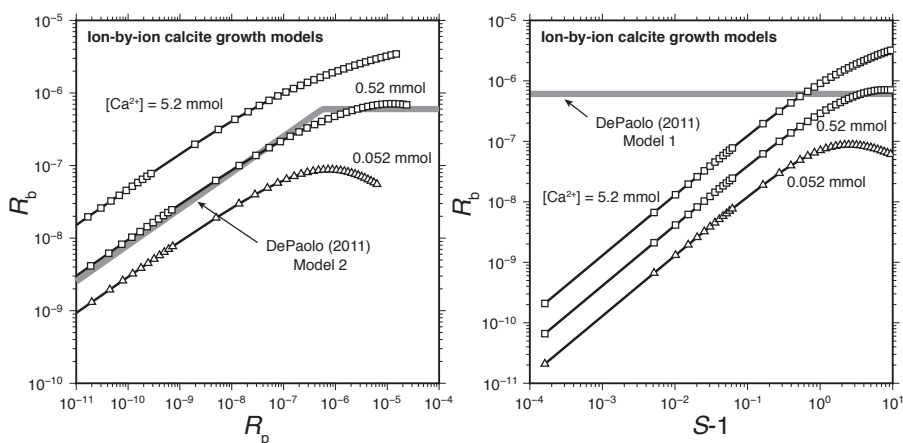 Ion-by-ion calcite growth models
10⁻⁵
10⁻⁶
10⁻⁷
10⁻⁸
10⁻⁹
10⁻¹⁰
R_b
[Ca²⁺] = 5.2 mmol
0.52 mmol
0.052 mmol
DePaolo (2011)
Model 2
10⁻¹¹ 10⁻¹⁰ 10⁻⁹ 10⁻⁸ 10⁻⁷ 10⁻⁶ 10⁻⁵ 10⁻⁴
R_p
Ion-by-ion calcite growth models
10⁻⁵
10⁻⁶
10⁻⁷
10⁻⁸
10⁻⁹
10⁻¹⁰
10⁻¹¹
R_b
DePaolo (2011)
Model 1
0.52 mmol
0.052 mmol
[Ca²⁺] = 5.2 mmol
10⁻⁴ 10⁻³ 10⁻² 10⁻¹ 10⁰ 10¹
S-1